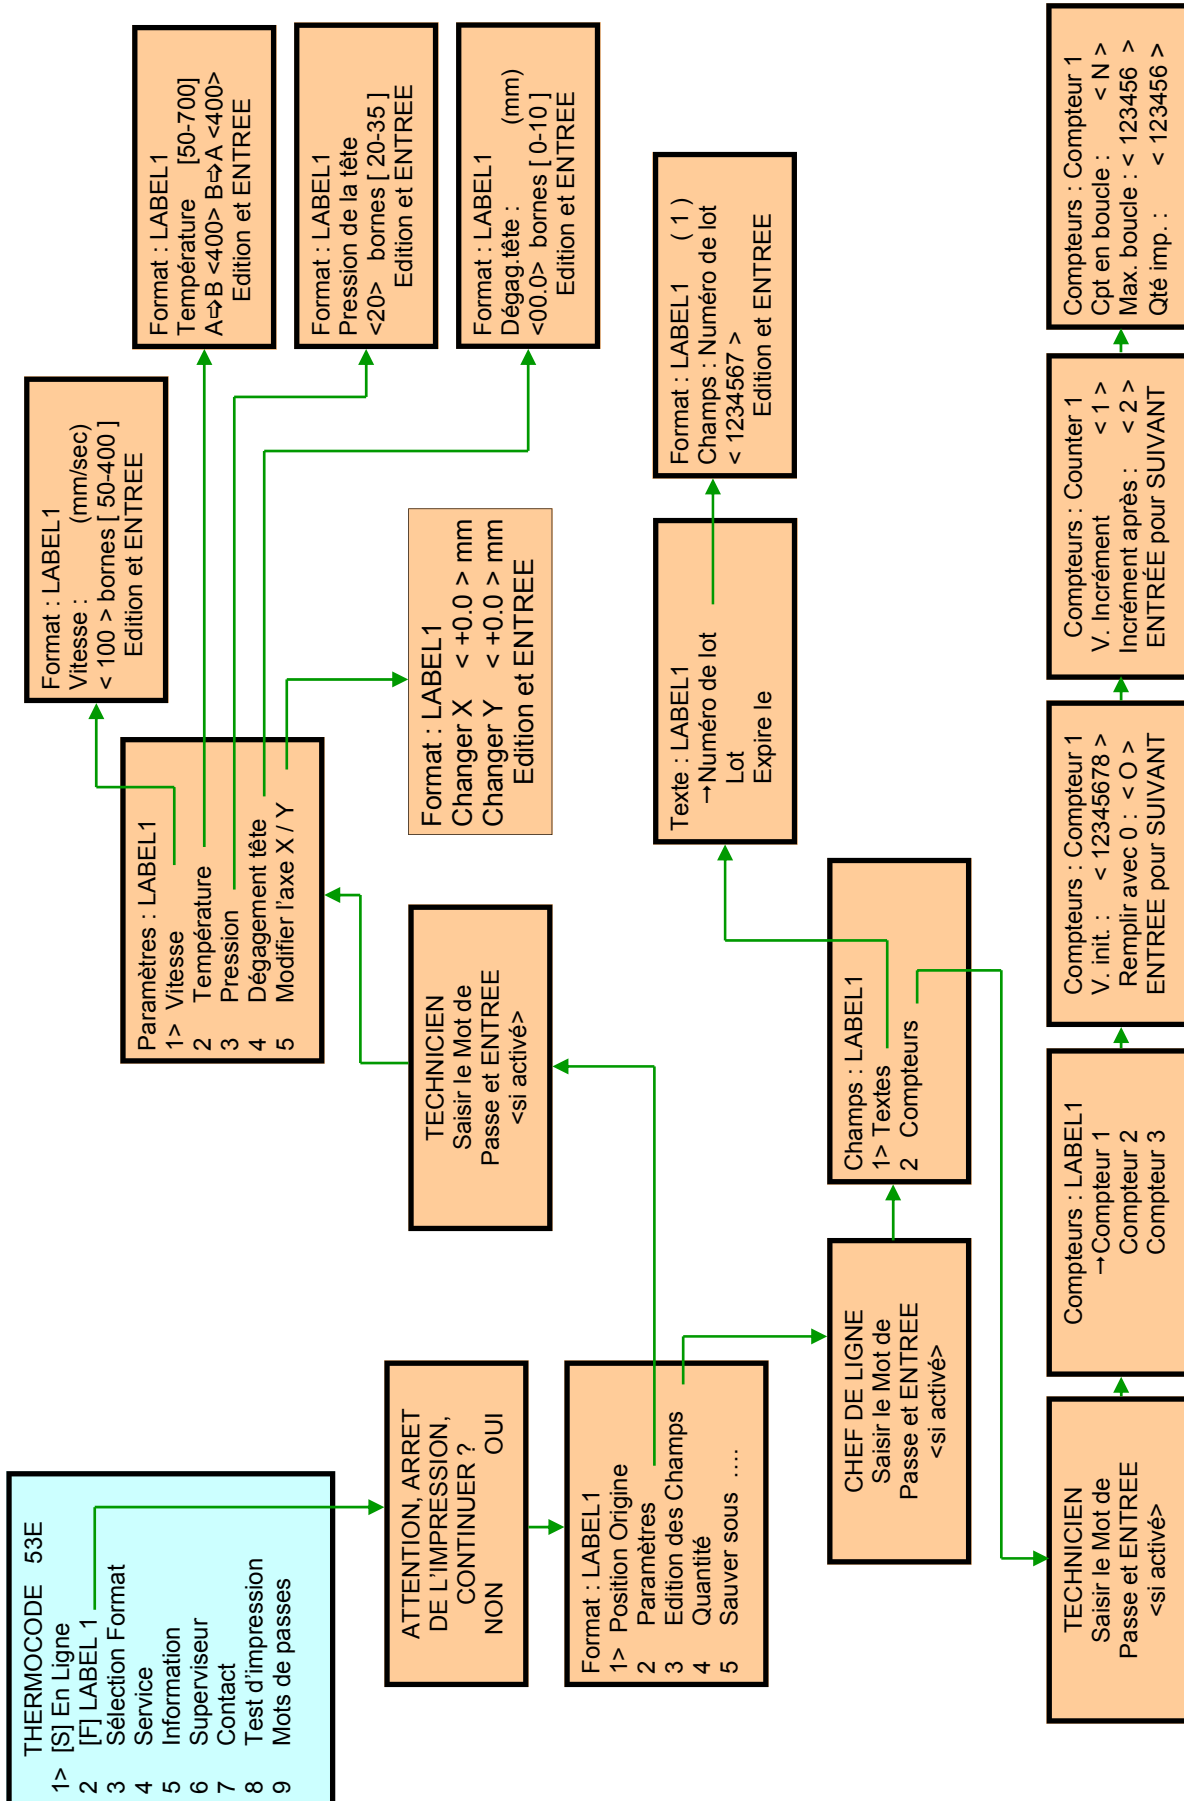 THERMOCODE 53E
1> [S] En Ligne
2 [F] LABEL 1
3 Sélection Format
4 Service
5 Information
6 Superviseur
7 Contact
8 Test d'impression
9 Mots de passes
ATTENTION, ARRET
DE L'IMPRESSION,
CONTINUER ?
NON OUI
Format : LABEL1
1> Position Origine
2 Paramètres
3 Edition des Champs
4 Quantité
5 Sauver sous ....
TECHNICIEN
Saisir le Mot de
Passe et ENTREE
<si activé>
Paramètres : LABEL1
1> Vitesse
2 Température
3 Pression
4 Dégagement tête
5 Modifier l'axe X / Y
Format : LABEL1
Vitesse : (mm/sec)
< 100 > bornes [ 50-400 ]
Edition et ENTREE
Format : LABEL1
Température [50-700]
A⇨B <400> B⇨A <400>
Edition et ENTREE
Format : LABEL1
Pression de la tête
<20> bornes [ 20-35 ]
Edition et ENTREE
Format : LABEL1
Dégag.tête : (mm)
<00.0> bornes [ 0-10 ]
Edition et ENTREE
Format : LABEL1
Changer X < +0.0 > mm
Changer Y < +0.0 > mm
Edition et ENTREE
CHEF DE LIGNE
Saisir le Mot de
Passe et ENTREE
<si activé>
Champs : LABEL1
1> Textes
2 Compteurs
Texte : LABEL1
→Numéro de lot
Lot
Expire le
Format : LABEL1 ( 1 )
Champs : Numéro de lot
< 1234567 >
Edition et ENTREE
TECHNICIEN
Saisir le Mot de
Passe et ENTREE
<si activé>
Compteurs : LABEL1
→Compteur 1
Compteur 2
Compteur 3
Compteurs : Compteur 1
V. init. : < 12345678 >
Remplir avec 0 : < O >
ENTREE pour SUIVANT
Compteurs : Counter 1
V. Incrément < 1 >
Incrément après : < 2 >
ENTRÉE pour SUIVANT
Compteurs : Compteur 1
Cpt en boucle : < N >
Max. boucle : < 123456 >
Qté imp. : < 123456 >